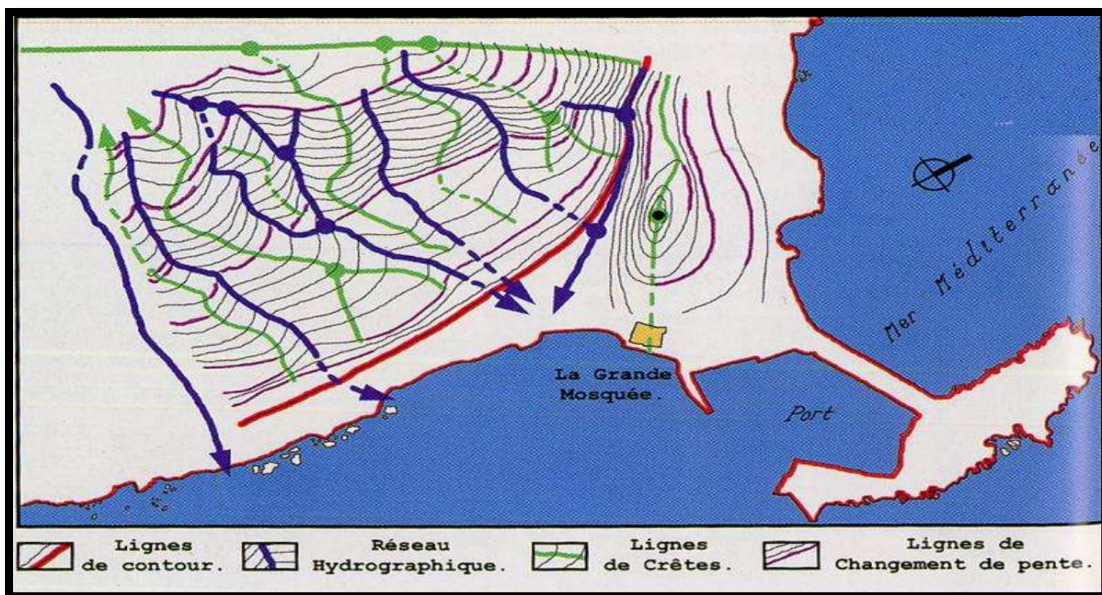 Mer
Méditerranée
La Grande
Mosquée.
Port
Lignes
de contour.
Réseau
Hydrographique.
Lignes
de Crêtes.
Lignes de
Changement de pente.